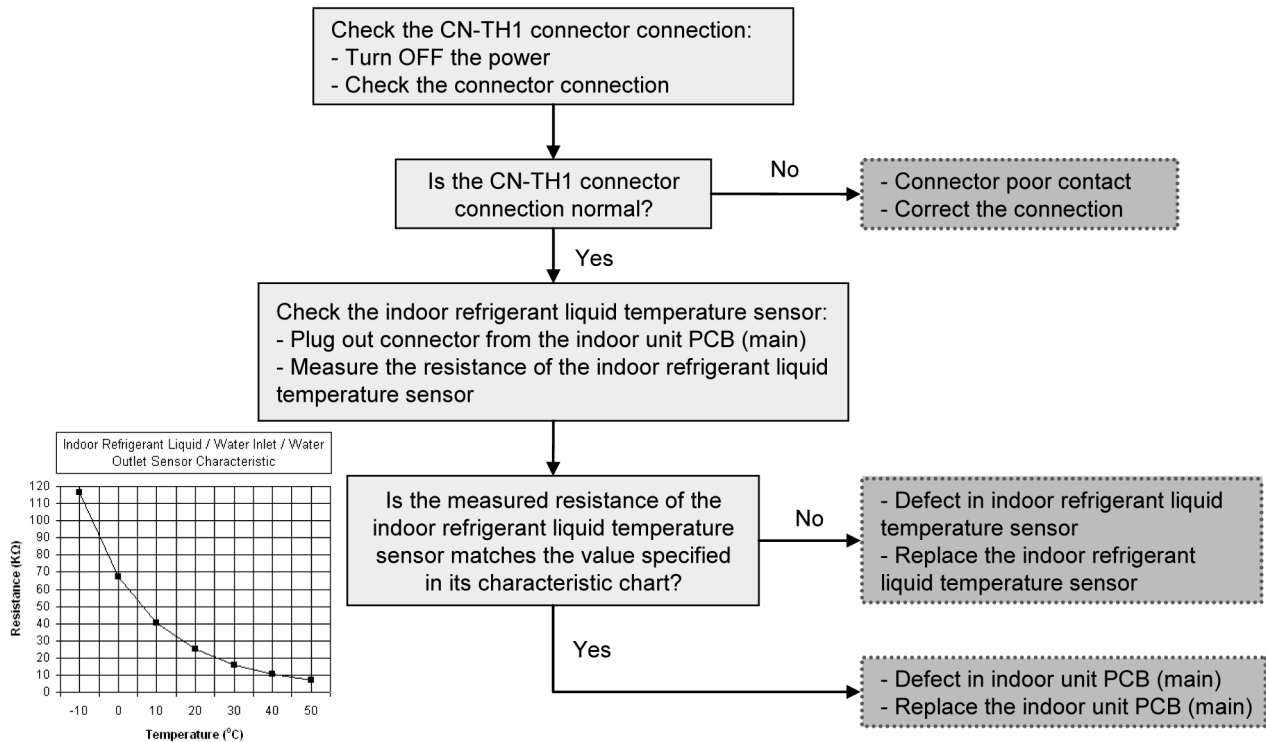 Check the CN-TH1 connector connection:
- Turn OFF the power
- Check the connector connection
Is the CN-TH1 connector
connection normal?
No
- Connector poor contact
- Correct the connection
Yes
Check the indoor refrigerant liquid temperature sensor:
- Plug out connector from the indoor unit PCB (main)
- Measure the resistance of the indoor refrigerant liquid
temperature sensor
Indoor Refrigerant Liquid / Water Inlet / Water
Outlet Sensor Characteristic
Resistance (KΩ)
120
110
100
90
80
70
60
50
40
30
20
10
0
-10 0 10 20 30 40 50
Temperature (°C)
Is the measured resistance of the
indoor refrigerant liquid temperature
sensor matches the value specified
in its characteristic chart?
No
- Defect in indoor refrigerant liquid
temperature sensor
- Replace the indoor refrigerant
liquid temperature sensor
Yes
- Defect in indoor unit PCB (main)
- Replace the indoor unit PCB (main)